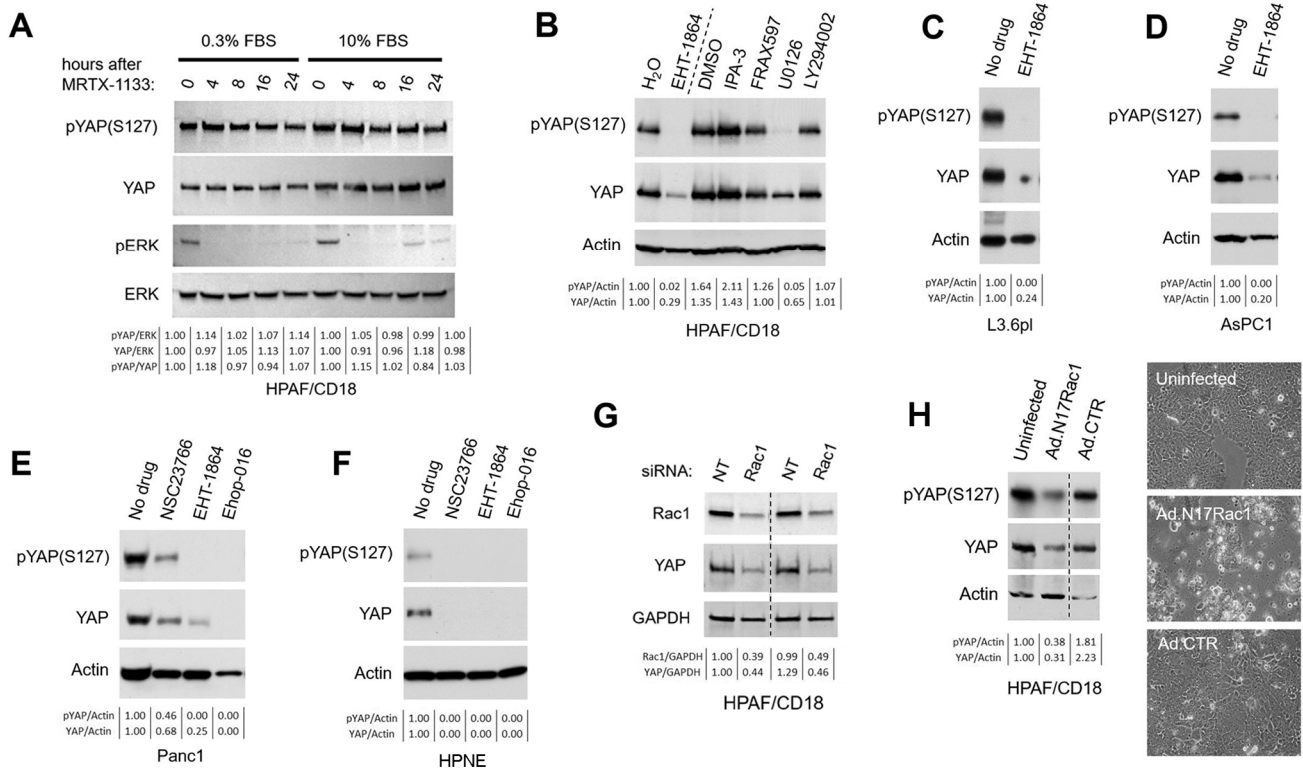 A
0.3% FBS 10% FBS
hours after
MRTX-1133:
0 4 8 16 24 0 4 8 16 24
pYAP(S127)
YAP
pERK
ERK
pYAP/ERK 1.00 1.14 1.02 1.07 1.14 1.00 1.05 0.98 0.99 1.00
YAP/ERK 1.00 0.97 1.05 1.13 1.07 1.00 0.91 0.96 1.18 0.98
pYAP/YAP 1.00 1.18 0.97 0.94 1.07 1.00 1.15 1.02 0.84 1.03
HPAF/CD18
B
H2O EHT-1864 DMSO IPA-3 FRAX597 U0126 LY294002
pYAP(S127)
YAP
Actin
pYAP/Actin 1.00 0.02 1.64 2.11 1.26 0.05 1.07
YAP/Actin 1.00 0.29 1.35 1.43 1.00 0.65 1.01
HPAF/CD18
C
No drug EHT-1864
pYAP(S127)
YAP
Actin
pYAP/Actin 1.00 0.00
YAP/Actin 1.00 0.24
L3.6pl
D
No drug EHT-1864
pYAP(S127)
YAP
Actin
pYAP/Actin 1.00 0.00
YAP/Actin 1.00 0.20
AsPC1
E
No drug NSC23766 EHT-1864 Ehop-016
pYAP(S127)
YAP
Actin
pYAP/Actin 1.00 0.46 0.00 0.00
YAP/Actin 1.00 0.68 0.25 0.00
Panc1
F
No drug NSC23766 EHT-1864 Ehop-016
pYAP(S127)
YAP
Actin
pYAP/Actin 1.00 0.00 0.00 0.00
YAP/Actin 1.00 0.00 0.00 0.00
HPNE
G
siRNA: NT Rac1 NT Rac1
Rac1
YAP
GAPDH
Rac1/GAPDH 1.00 0.39 0.99 0.49
YAP/GAPDH 1.00 0.44 1.29 0.46
HPAF/CD18
H
Uninfected Ad.N17Rac1 Ad.CTR
pYAP(S127)
YAP
Actin
pYAP/Actin 1.00 0.38 1.81
YAP/Actin 1.00 0.31 2.23
HPAF/CD18
Uninfected
Ad.N17Rac1
Ad.CTR